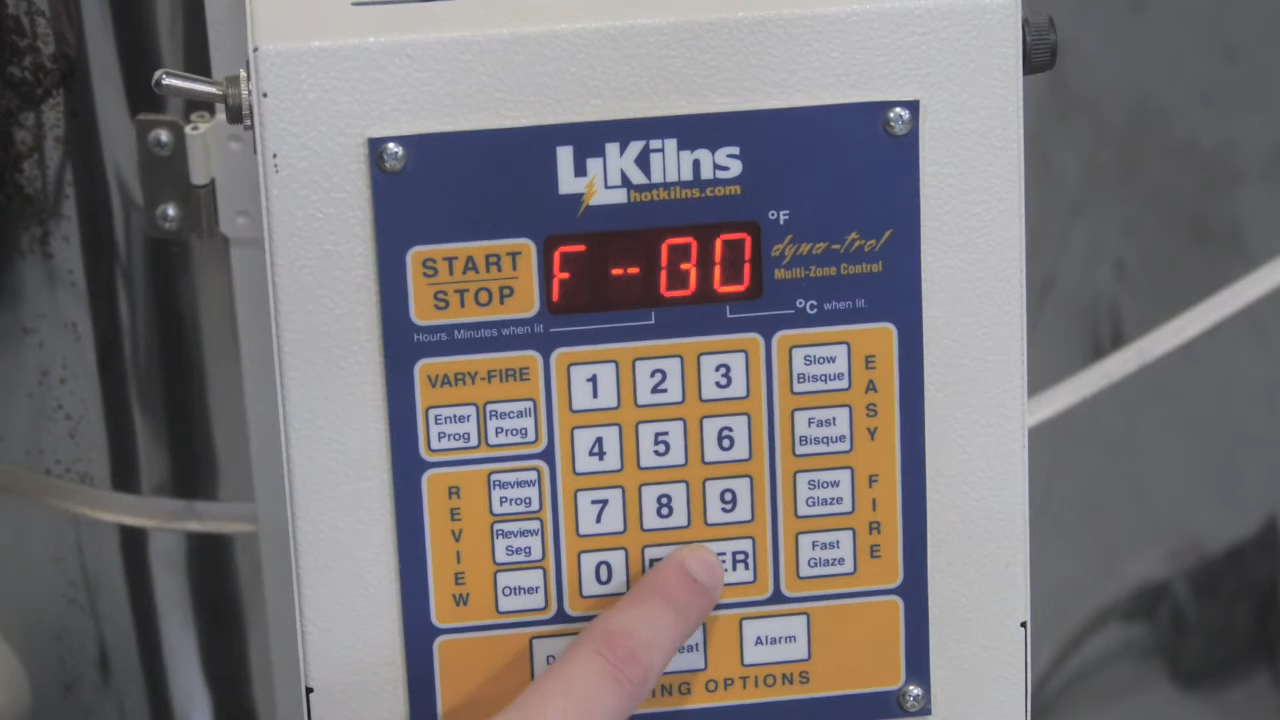 L&L Kilns
hotkilns.com
°F
START
STOP
F --GO
dyna-trol
Multi-Zone Control
Hours. Minutes when lit
°C when lit.
VARY-FIRE
Enter
Prog
Recall
Prog
REVIEW
Review
Prog
Review
Seg
Other
1 2 3
4 5 6
7 8 9
0
Slow
Bisque
Fast
Bisque
Slow
Glaze
Fast
Glaze
EASY FIRE
Alarm
OPTIONS